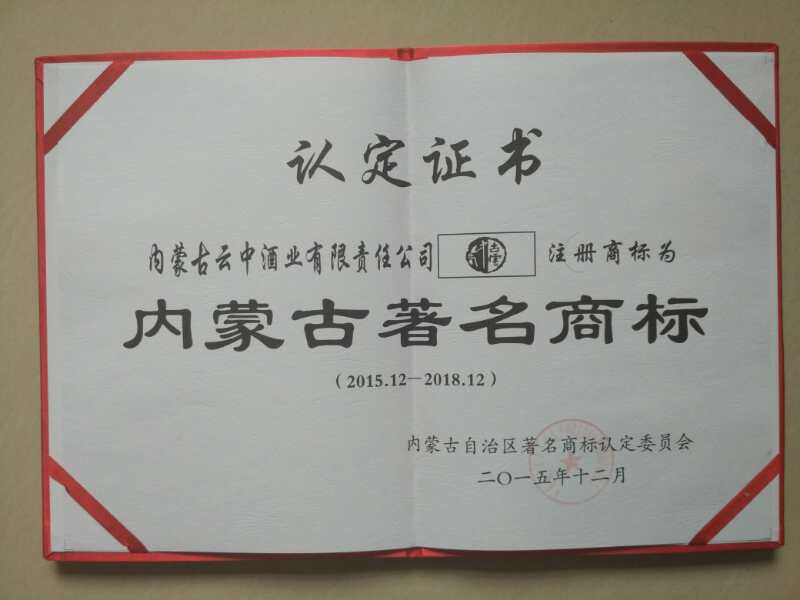 认定证书
内蒙古云中酒业有限责任公司 注册商标为
内蒙古著名商标
（2015.12—2018.12）
内蒙古自治区著名商标认定委员会
二〇一五年十二月